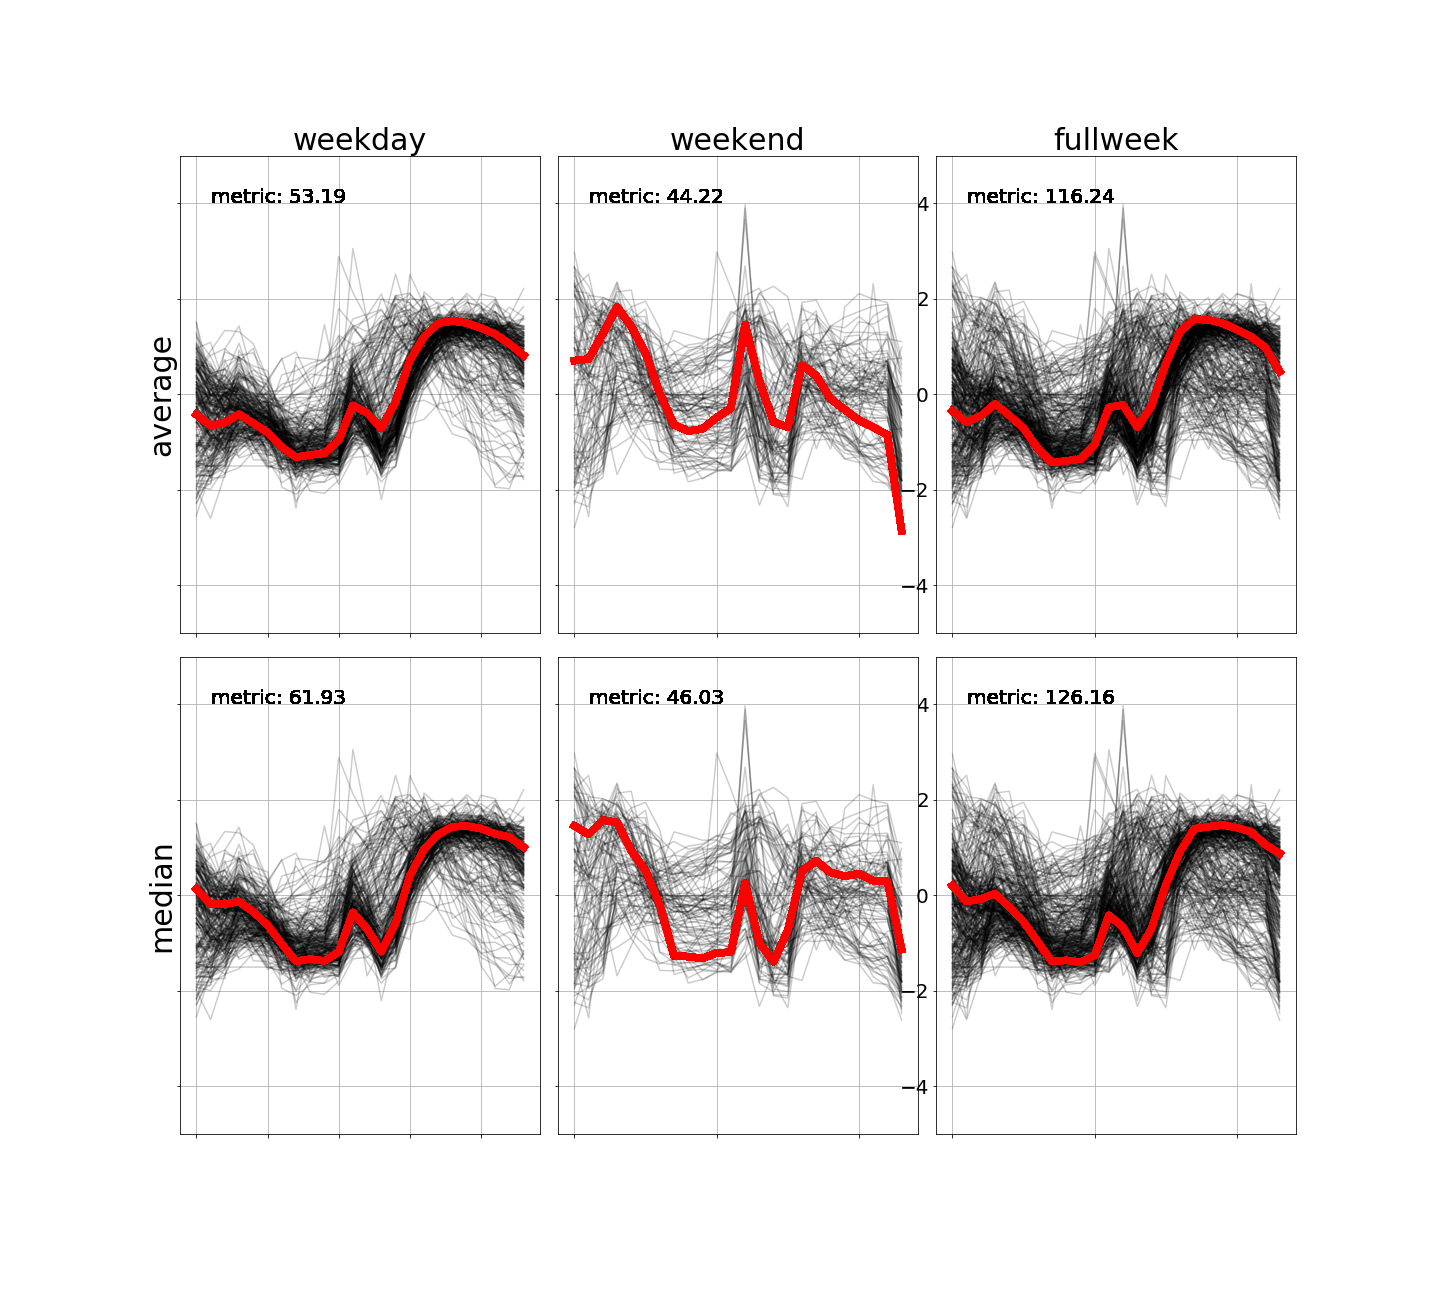 weekday weekend fullweek
average
metric: 53.19
metric: 44.22
metric: 116.24
4
2
0
−2
−4
median
metric: 61.93
metric: 46.03
metric: 126.16
4
2
0
−2
−4